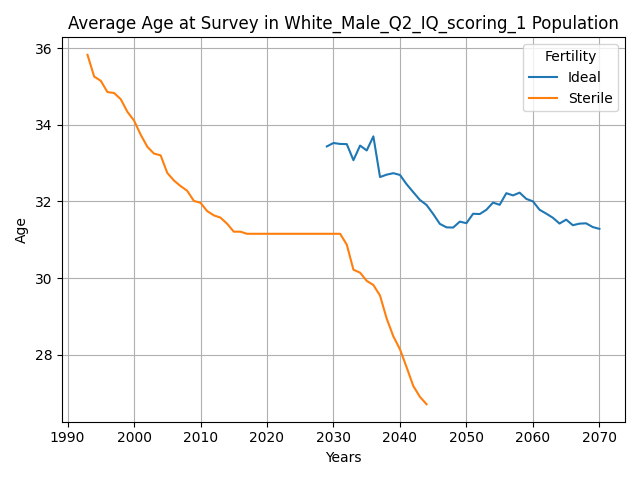 Average Age at Survey in White_Male_Q2_IQ_scoring_1 Population
36
34
32
30
28
Age
1990
2000
2010
2020
2030
2040
2050
2060
2070
Years
Fertility
Ideal
Sterile